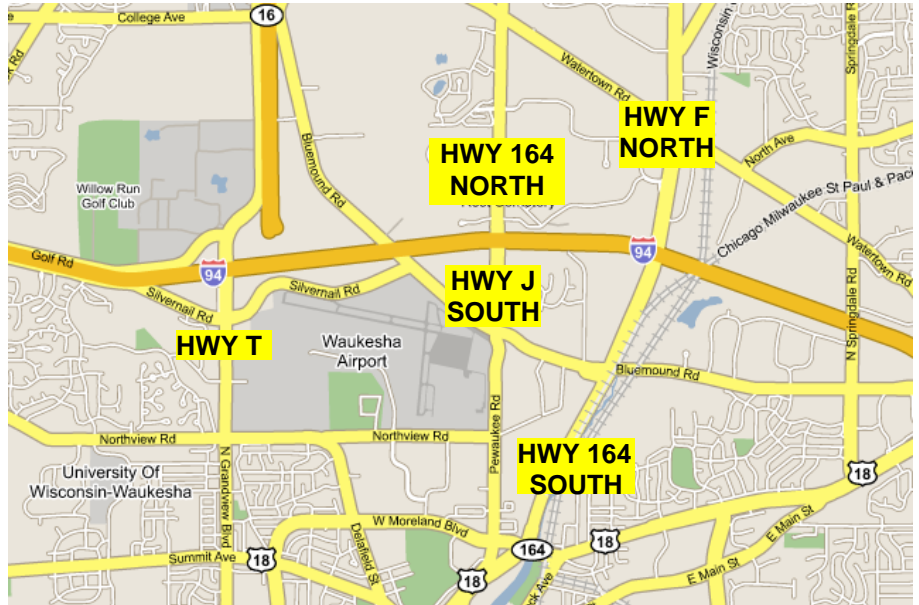 College Ave
16
Wisconsin
Springdale Rd
Watertown Rd
HWY F
NORTH
Bluemound Rd
HWY 164
NORTH
North Ave
Willow Run
Golf Club
Chicago Milwaukee St Paul & Paci
Golf Rd
94
94
Watertown Rd
Silvernail Rd
Silvernail Rd
HWY J
SOUTH
N Springdale Rd
HWY T
Waukesha
Airport
Bluemound Rd
Pewaukee Rd
Northview Rd
Northview Rd
HWY 164
SOUTH
University Of
Wisconsin-Waukesha
N Grandview Blvd
18
W Moreland Blvd
Delafield St
E Main St
164
18
Summit Ave
18
18
E Main St